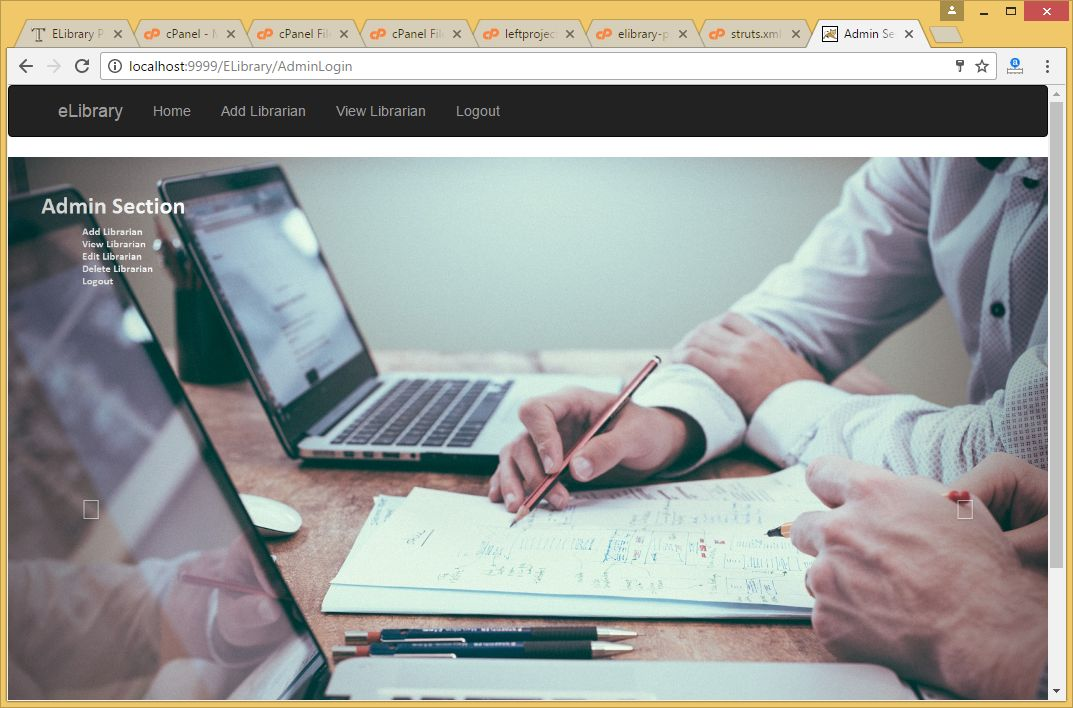 ELibrary P
cPanel - M
cPanel File
cPanel File
leftproject
elibrary-p
struts.xml
Admin Se
localhost:9999/ELibrary/AdminLogin
eLibrary Home Add Librarian View Librarian Logout
Admin Section
Add Librarian
View Librarian
Edit Librarian
Delete Librarian
Logout